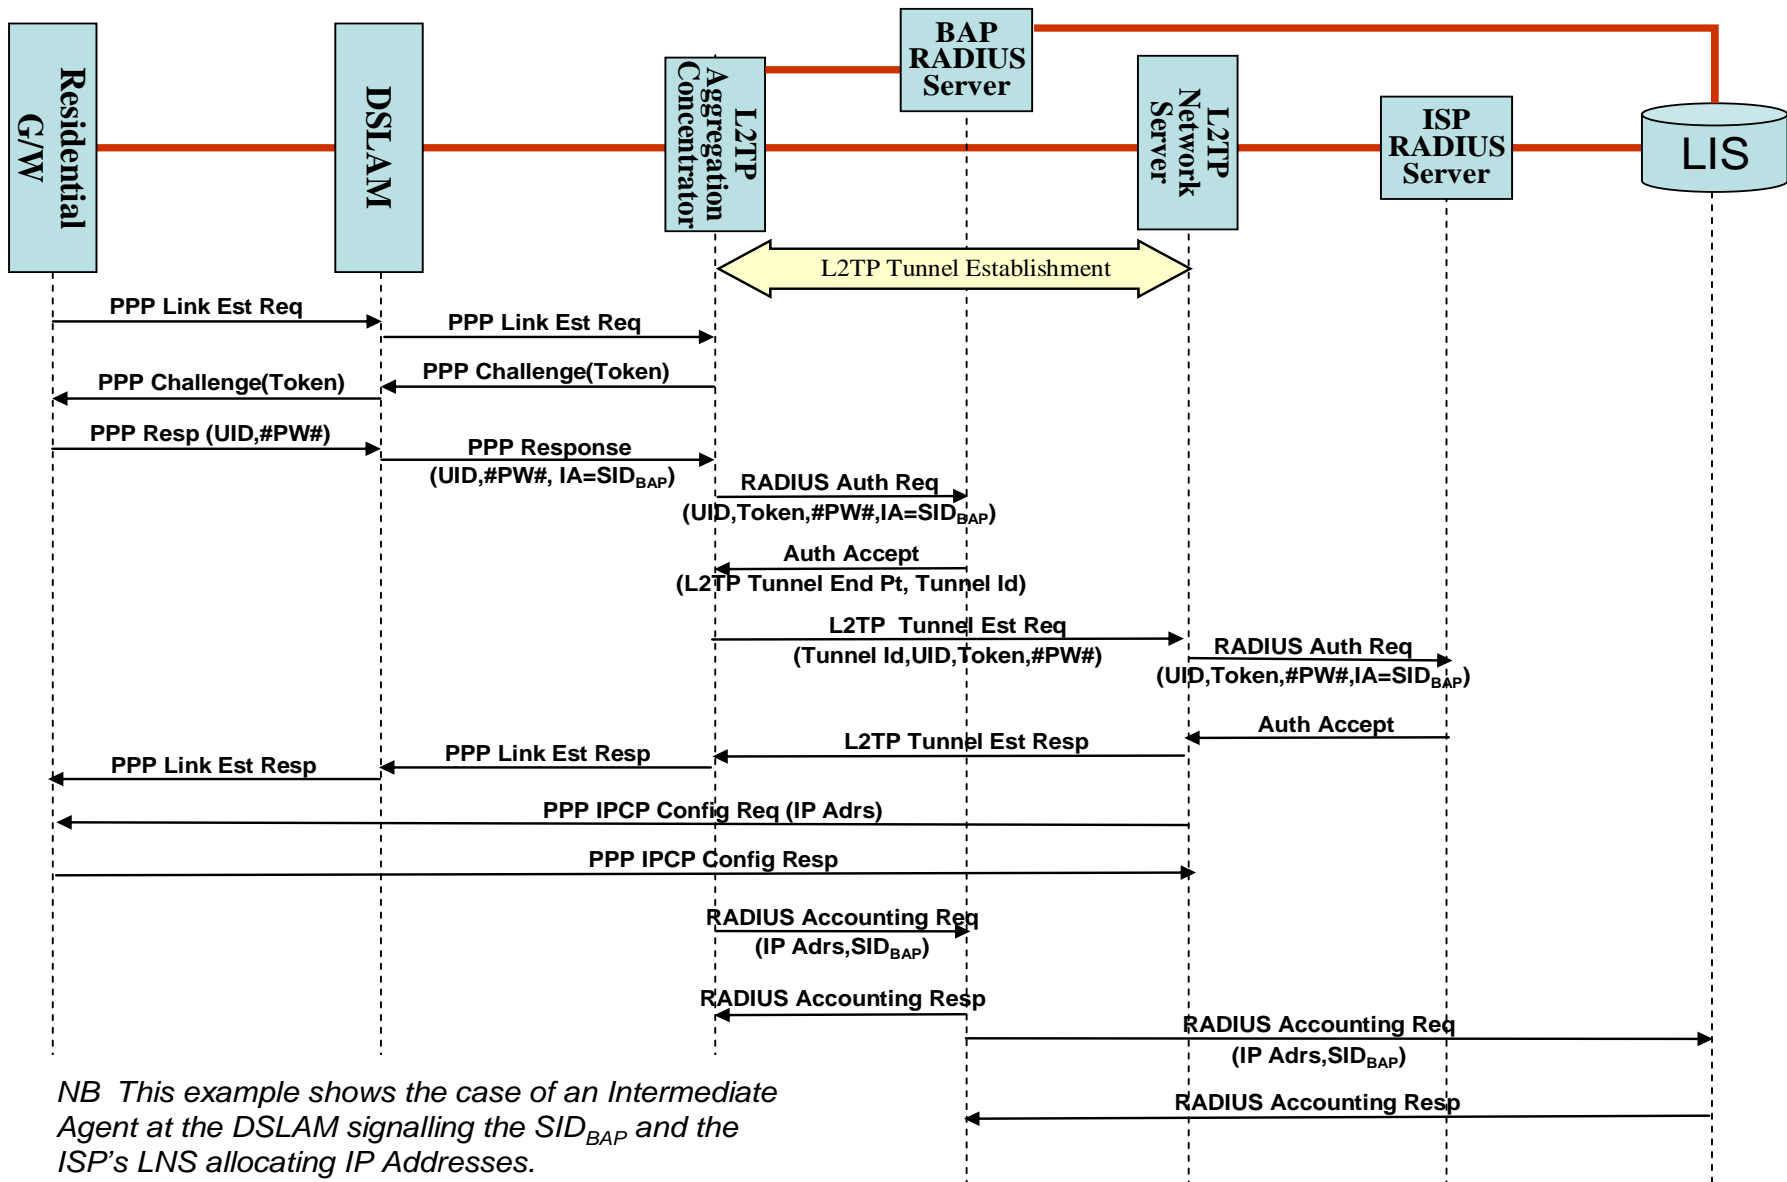 Residential
G/W
DSLAM
L2TP
Aggregation
Concentrator
BAP
RADIUS
Server
L2TP
Network
Server
ISP
RADIUS
Server
LIS
L2TP Tunnel Establishment
PPP Link Est Req
PPP Link Est Req
PPP Challenge(Token)
PPP Challenge(Token)
PPP Resp (UID,#PW#)
PPP Response
(UID,#PW#, IA=SID_BAP)
RADIUS Auth Req
(UID,Token,#PW#,IA=SID_BAP)
Auth Accept
(L2TP Tunnel End Pt, Tunnel Id)
L2TP  Tunnel Est Req
(Tunnel Id,UID,Token,#PW#)
RADIUS Auth Req
(UID,Token,#PW#,IA=SID_BAP)
Auth Accept
L2TP Tunnel Est Resp
PPP Link Est Resp
PPP Link Est Resp
PPP IPCP Config Req (IP Adrs)
PPP IPCP Config Resp
RADIUS Accounting Req
(IP Adrs,SID_BAP)
RADIUS Accounting Resp
RADIUS Accounting Req
(IP Adrs,SID_BAP)
RADIUS Accounting Resp
NB  This example shows the case of an Intermediate
Agent at the DSLAM signalling the SID_BAP and the
ISP's LNS allocating IP Addresses.